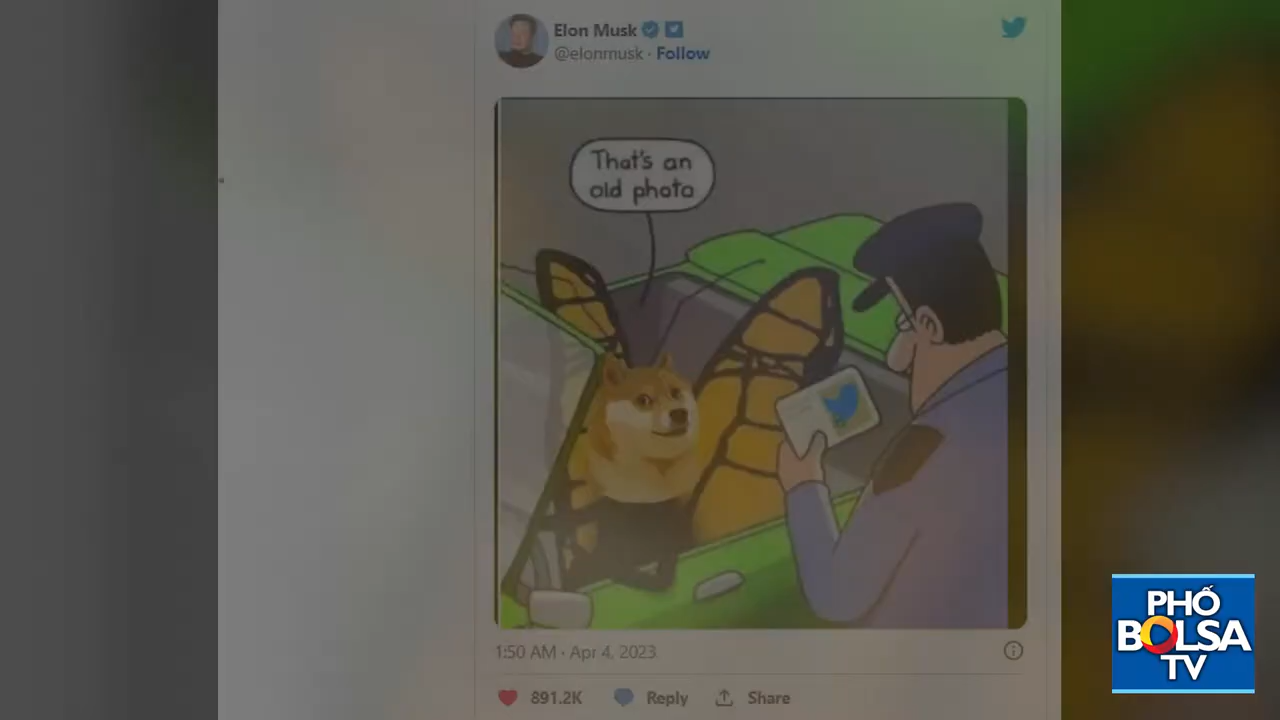 Elon Musk
@elonmusk · Follow
That's an
old photo
1:50 AM · Apr 4, 2023
891.2K Reply Share
PHỐ
BOLSA
TV